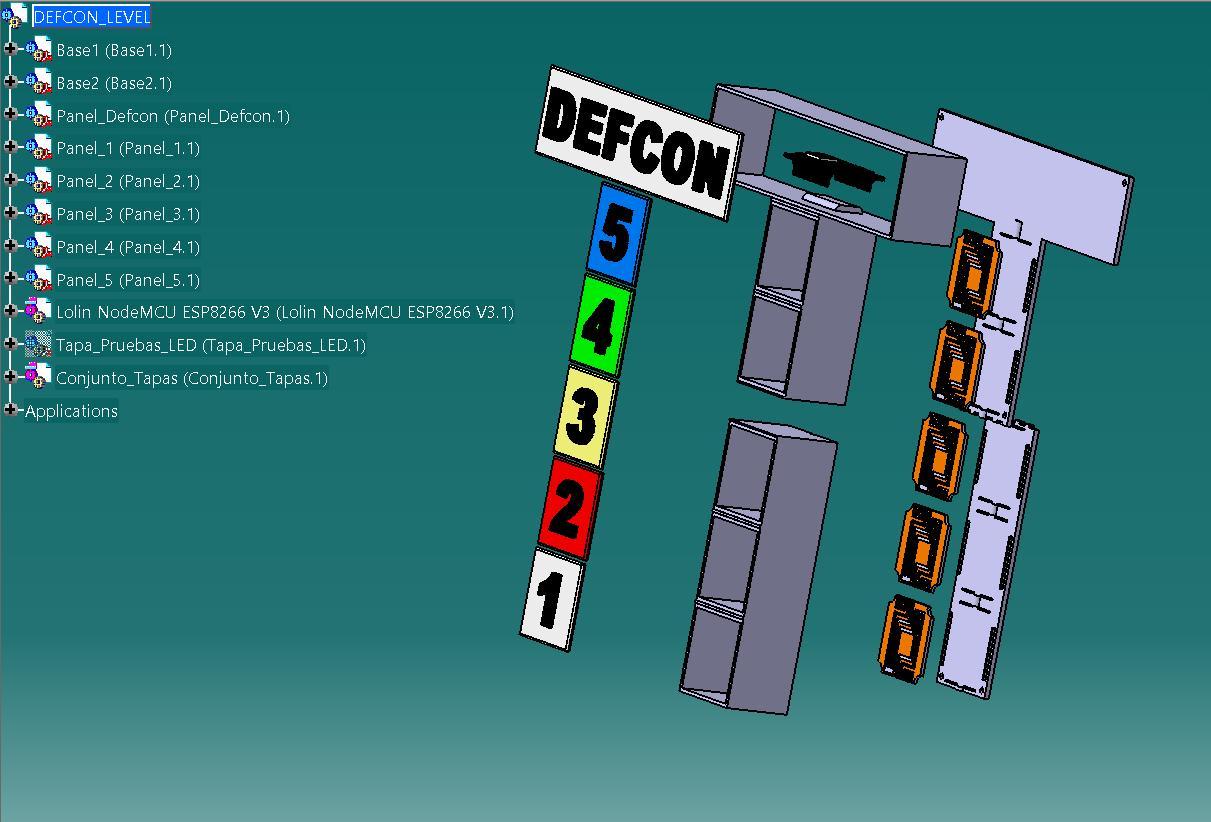 DEFCON_LEVEL
Base1 (Base1.1)
Base2 (Base2.1)
Panel_Defcon (Panel_Defcon.1)
Panel_1 (Panel_1.1)
Panel_2 (Panel_2.1)
Panel_3 (Panel_3.1)
Panel_4 (Panel_4.1)
Panel_5 (Panel_5.1)
Lolin NodeMCU ESP8266 V3 (Lolin NodeMCU ESP8266 V3.1)
Tapa_Pruebas_LED (Tapa_Pruebas_LED.1)
Conjunto_Tapas (Conjunto_Tapas.1)
Applications
DEFCON
5
4
3
2
1